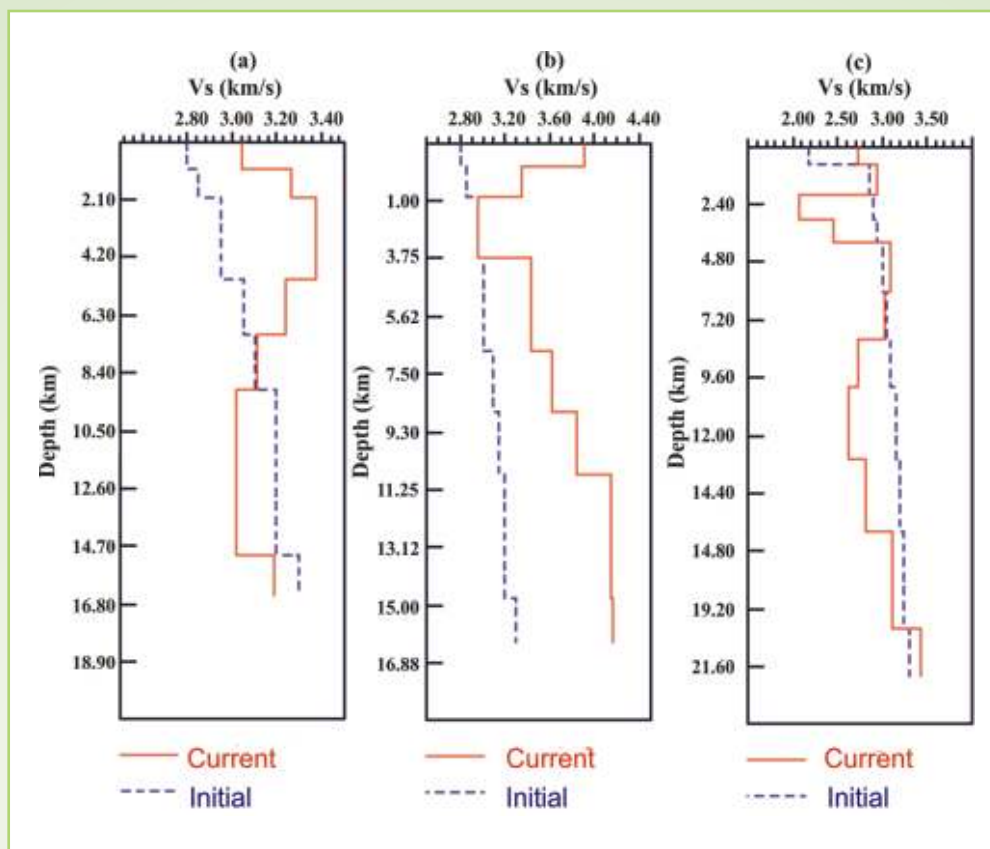 (a)
Vs (km/s)
2.80 3.00 3.20 3.40
Depth (km)
2.10
4.20
6.30
8.40
10.50
12.60
14.70
16.80
18.90
Current
Initial
(b)
Vs (km/s)
2.80 3.20 3.60 4.00 4.40
Depth (km)
1.00
3.75
5.62
7.50
9.30
11.25
13.12
15.00
16.88
Current
Initial
(c)
Vs (km/s)
2.00 2.50 3.00 3.50
Depth (km)
2.40
4.80
7.20
9.60
12.00
14.40
14.80
19.20
21.60
Current
Initial